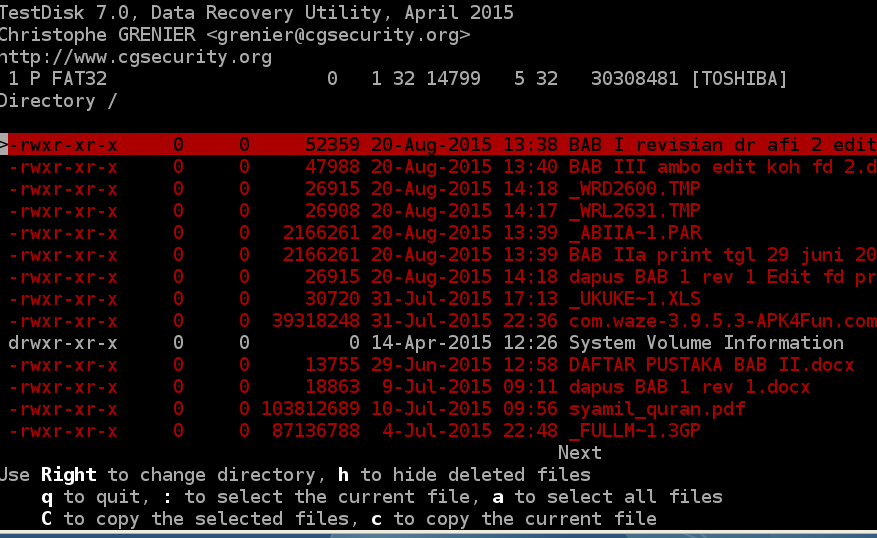 TestDisk 7.0, Data Recovery Utility, April 2015
Christophe GRENIER <grenier@cgsecurity.org>
http://www.cgsecurity.org
 1 P FAT32                    0   1 32 14799   5 32   30308481 [TOSHIBA]
Directory /
>-rwxr-xr-x     0     0     52359 20-Aug-2015 13:38 BAB I revisian dr afi 2 edit
 -rwxr-xr-x     0     0     47988 20-Aug-2015 13:40 BAB III ambo edit koh fd 2.d
 -rwxr-xr-x     0     0     26915 20-Aug-2015 14:18 _WRD2600.TMP
 -rwxr-xr-x     0     0     26908 20-Aug-2015 14:17 _WRL2631.TMP
 -rwxr-xr-x     0     0   2166261 20-Aug-2015 13:39 _ABIIA~1.PAR
 -rwxr-xr-x     0     0   2166261 20-Aug-2015 13:39 BAB IIa print tgl 29 juni 20
 -rwxr-xr-x     0     0     26915 20-Aug-2015 14:18 dapus BAB 1 rev 1 Edit fd pr
 -rwxr-xr-x     0     0     30720 31-Jul-2015 17:13 _UKUKE~1.XLS
 -rwxr-xr-x     0     0  39318248 31-Jul-2015 22:36 com.waze-3.9.5.3-APK4Fun.com
 drwxr-xr-x     0     0         0 14-Apr-2015 12:26 System Volume Information
 -rwxr-xr-x     0     0     13755 29-Jun-2015 12:58 DAFTAR PUSTAKA BAB II.docx
 -rwxr-xr-x     0     0     18863  9-Jul-2015 09:11 dapus BAB 1 rev 1.docx
 -rwxr-xr-x     0     0 103812689 10-Jul-2015 09:56 syamil_quran.pdf
 -rwxr-xr-x     0     0  87136788  4-Jul-2015 22:48 _FULLM~1.3GP
Next
Use Right to change directory, h to hide deleted files
    q to quit, : to select the current file, a to select all files
    C to copy the selected files, c to copy the current file